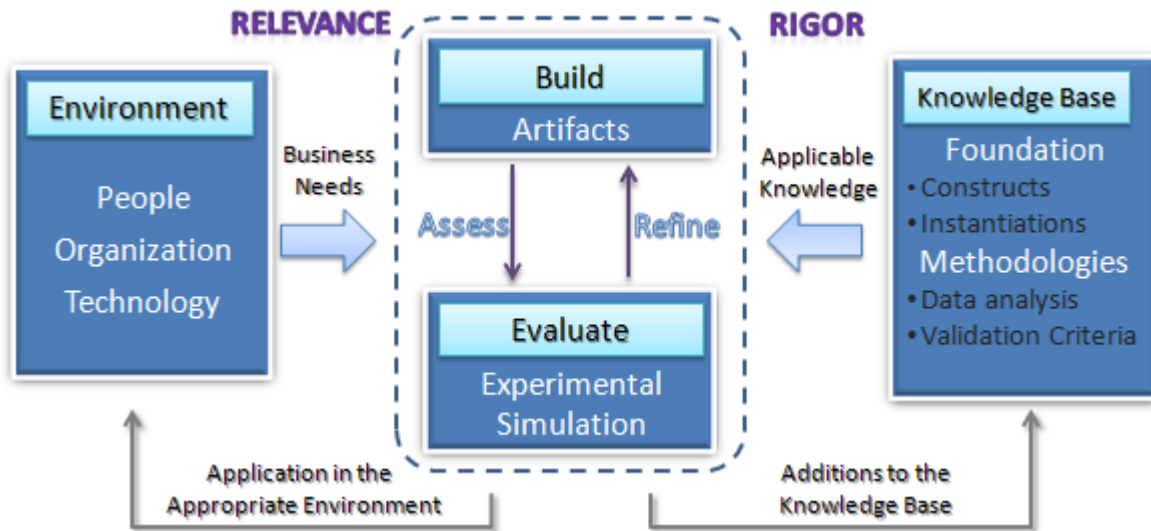 RELEVANCE
RIGOR
Environment
People
Organization
Technology
Business
Needs
Build
Artifacts
Assess
Refine
Evaluate
Experimental
Simulation
Applicable
Knowledge
Knowledge Base
Foundation
• Constructs
• Instantiations
Methodologies
• Data analysis
• Validation Criteria
Application in the
Appropriate Environment
Additions to the
Knowledge Base